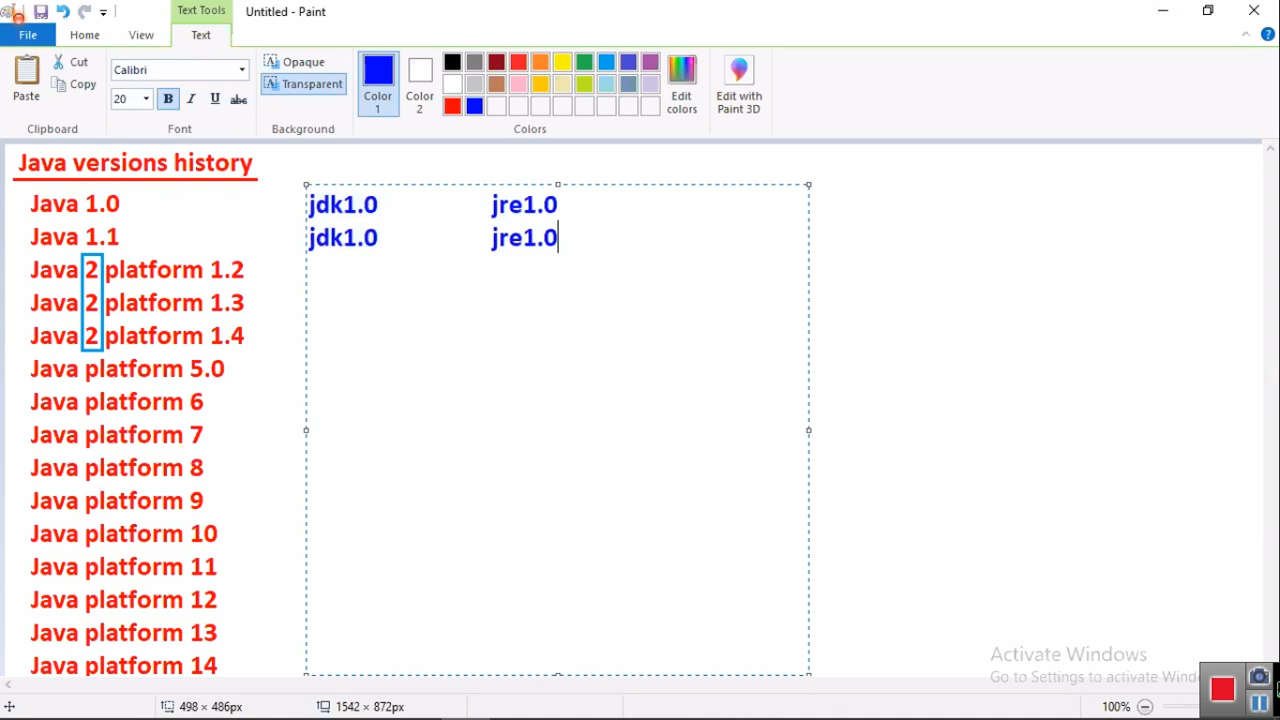 Text Tools
Untitled - Paint
File
Home
View
Text
Paste
Cut
Copy
Clipboard
Calibri
20
B I U abc
Font
Opaque
Transparent
Background
Color 1
Color 2
Edit colors
Edit with Paint 3D
Colors
Java versions history
Java 1.0 jdk1.0 jre1.0
Java 1.1 jdk1.0 jre1.0
Java 2 platform 1.2
Java 2 platform 1.3
Java 2 platform 1.4
Java platform 5.0
Java platform 6
Java platform 7
Java platform 8
Java platform 9
Java platform 10
Java platform 11
Java platform 12
Java platform 13
Java platform 14
Activate Windows
Go to Settings to activate Wind
498 × 486px
1542 × 872px
100%